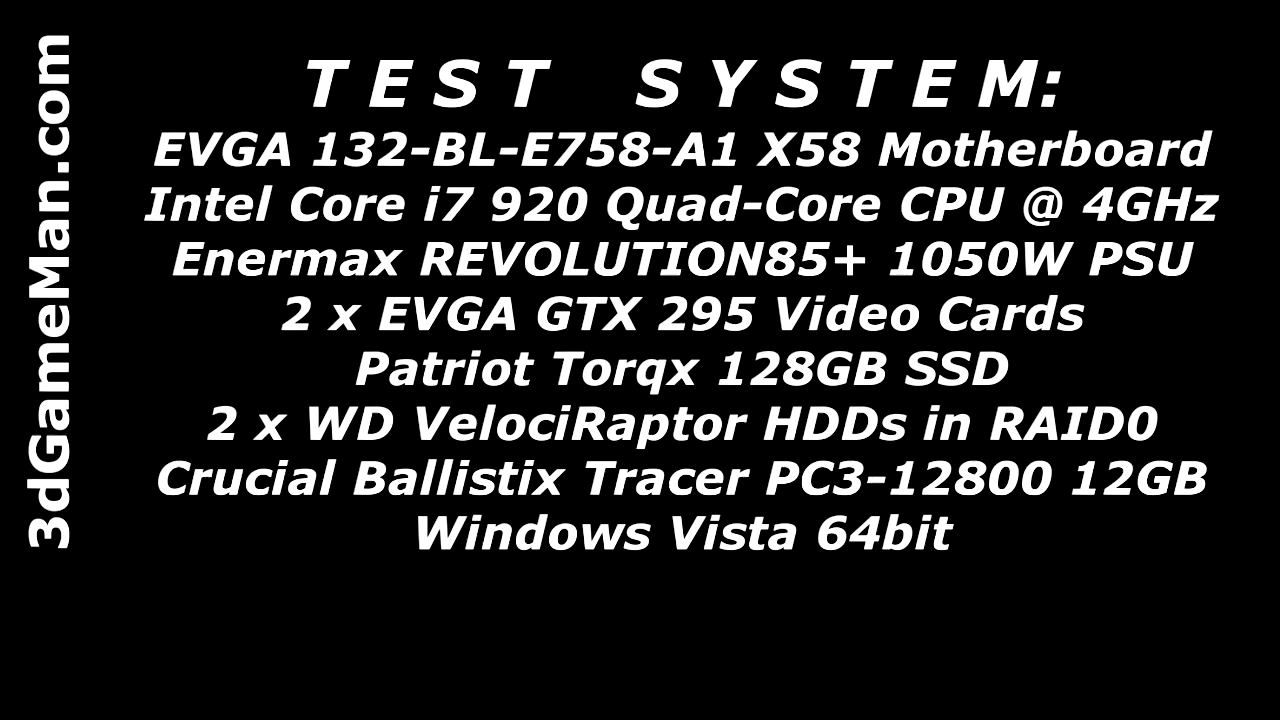 3dGameMan.com
T E S T   S Y S T E M:
EVGA 132-BL-E758-A1 X58 Motherboard
Intel Core i7 920 Quad-Core CPU @ 4GHz
Enermax REVOLUTION85+ 1050W PSU
2 x EVGA GTX 295 Video Cards
Patriot Torqx 128GB SSD
2 x WD VelociRaptor HDDs in RAID0
Crucial Ballistix Tracer PC3-12800 12GB
Windows Vista 64bit